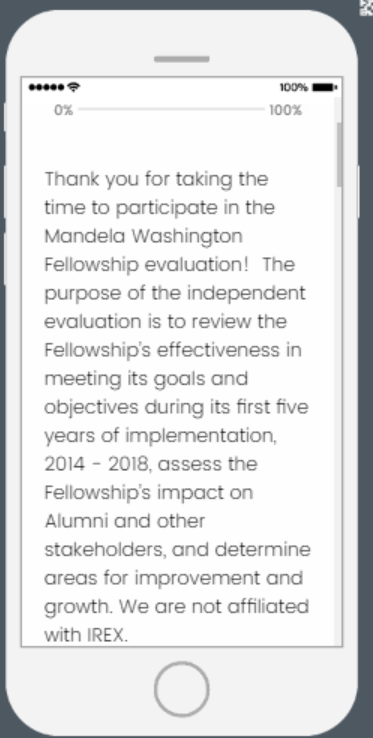 100%
0% 100%
Thank you for taking the
time to participate in the
Mandela Washington
Fellowship evaluation!  The
purpose of the independent
evaluation is to review the
Fellowship's effectiveness in
meeting its goals and
objectives during its first five
years of implementation,
2014 - 2018, assess the
Fellowship's impact on
Alumni and other
stakeholders, and determine
areas for improvement and
growth. We are not affiliated
with IREX.